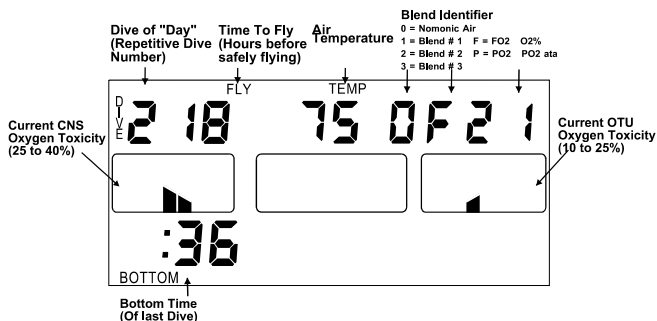 Blend Identifier
Dive of "Day"
(Repetitive Dive
Number)
Time To Fly
(Hours before
safely flying)
Air
Temperature
0 = Nomonic Air
1 = Blend # 1 F = FO2 O2%
2 = Blend # 2 P = PO2 PO2 ata
3 = Blend # 3
FLY TEMP
DIVE 2 18 75 0F21
Current CNS
Oxygen Toxicity
(25 to 40%)
Current OTU
Oxygen Toxicity
(10 to 25%)
:36
BOTTOM
Bottom Time
(Of last Dive)